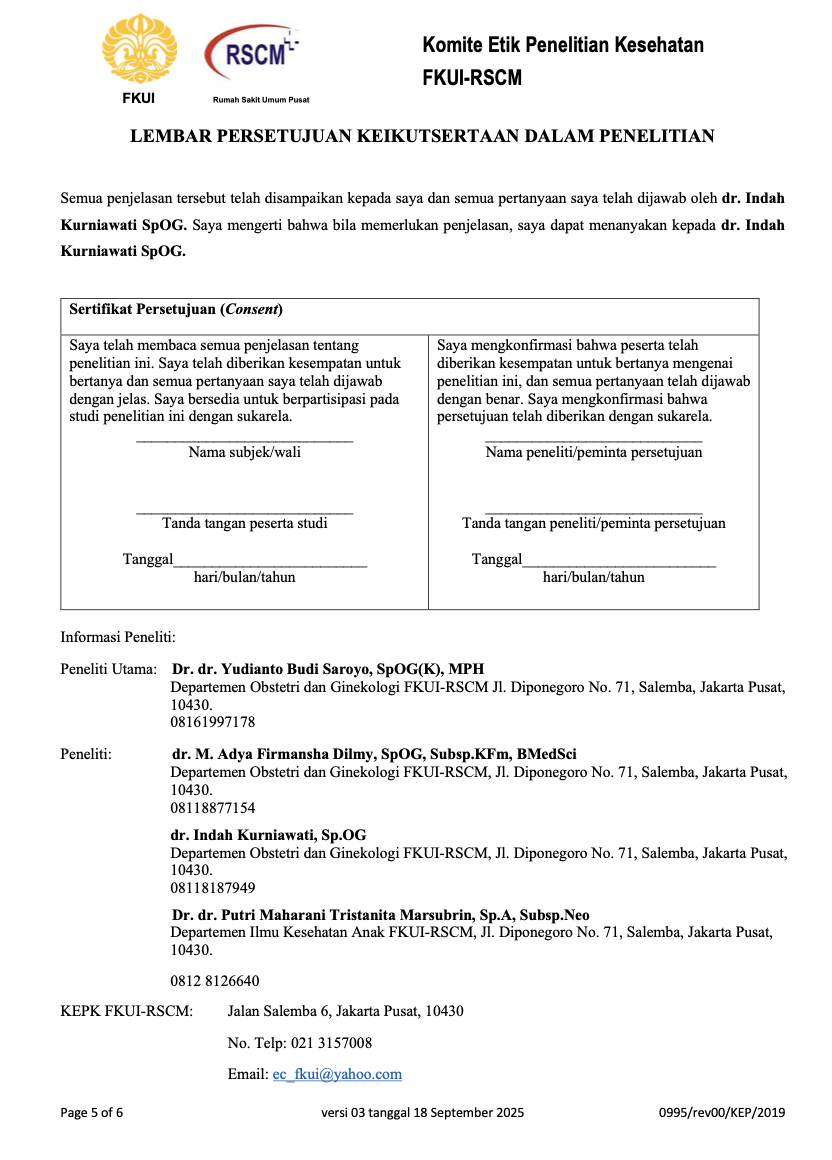 FKUI
RSCM
Rumah Sakit Umum Pusat
Komite Etik Penelitian Kesehatan
FKUI-RSCM
LEMBAR PERSETUJUAN KEIKUTSERTAAN DALAM PENELITIAN
Semua penjelasan tersebut telah disampaikan kepada saya dan semua pertanyaan saya telah dijawab oleh dr. Indah
Kurniawati SpOG. Saya mengerti bahwa bila memerlukan penjelasan, saya dapat menanyakan kepada dr. Indah
Kurniawati SpOG.
Sertifikat Persetujuan (Consent)
Saya telah membaca semua penjelasan tentang
penelitian ini. Saya telah diberikan kesempatan untuk
bertanya dan semua pertanyaan saya telah dijawab
dengan jelas. Saya bersedia untuk berpartisipasi pada
studi penelitian ini dengan sukarela.
____________________________
Nama subjek/wali
____________________________
Tanda tangan peserta studi
Tanggal_________________________
hari/bulan/tahun
Saya mengkonfirmasi bahwa peserta telah
diberikan kesempatan untuk bertanya mengenai
penelitian ini, dan semua pertanyaan telah dijawab
dengan benar. Saya mengkonfirmasi bahwa
persetujuan telah diberikan dengan sukarela.
____________________________
Nama peneliti/peminta persetujuan
____________________________
Tanda tangan peneliti/peminta persetujuan
Tanggal_________________________
hari/bulan/tahun
Informasi Peneliti:
Peneliti Utama: Dr. dr. Yudianto Budi Saroyo, SpOG(K), MPH
Departemen Obstetri dan Ginekologi FKUI-RSCM Jl. Diponegoro No. 71, Salemba, Jakarta Pusat,
10430.
08161997178
Peneliti: dr. M. Adya Firmansha Dilmy, SpOG, Subsp.KFm, BMedSci
Departemen Obstetri dan Ginekologi FKUI-RSCM, Jl. Diponegoro No. 71, Salemba, Jakarta Pusat,
10430.
08118877154
dr. Indah Kurniawati, Sp.OG
Departemen Obstetri dan Ginekologi FKUI-RSCM, Jl. Diponegoro No. 71, Salemba, Jakarta Pusat,
10430.
08118187949
Dr. dr. Putri Maharani Tristanita Marsubrin, Sp.A, Subsp.Neo
Departemen Ilmu Kesehatan Anak FKUI-RSCM, Jl. Diponegoro No. 71, Salemba, Jakarta Pusat,
10430.
0812 8126640
KEPK FKUI-RSCM: Jalan Salemba 6, Jakarta Pusat, 10430
No. Telp: 021 3157008
Email: ec_fkui@yahoo.com
Page 5 of 6 versi 03 tanggal 18 September 2025 0995/rev00/KEP/2019